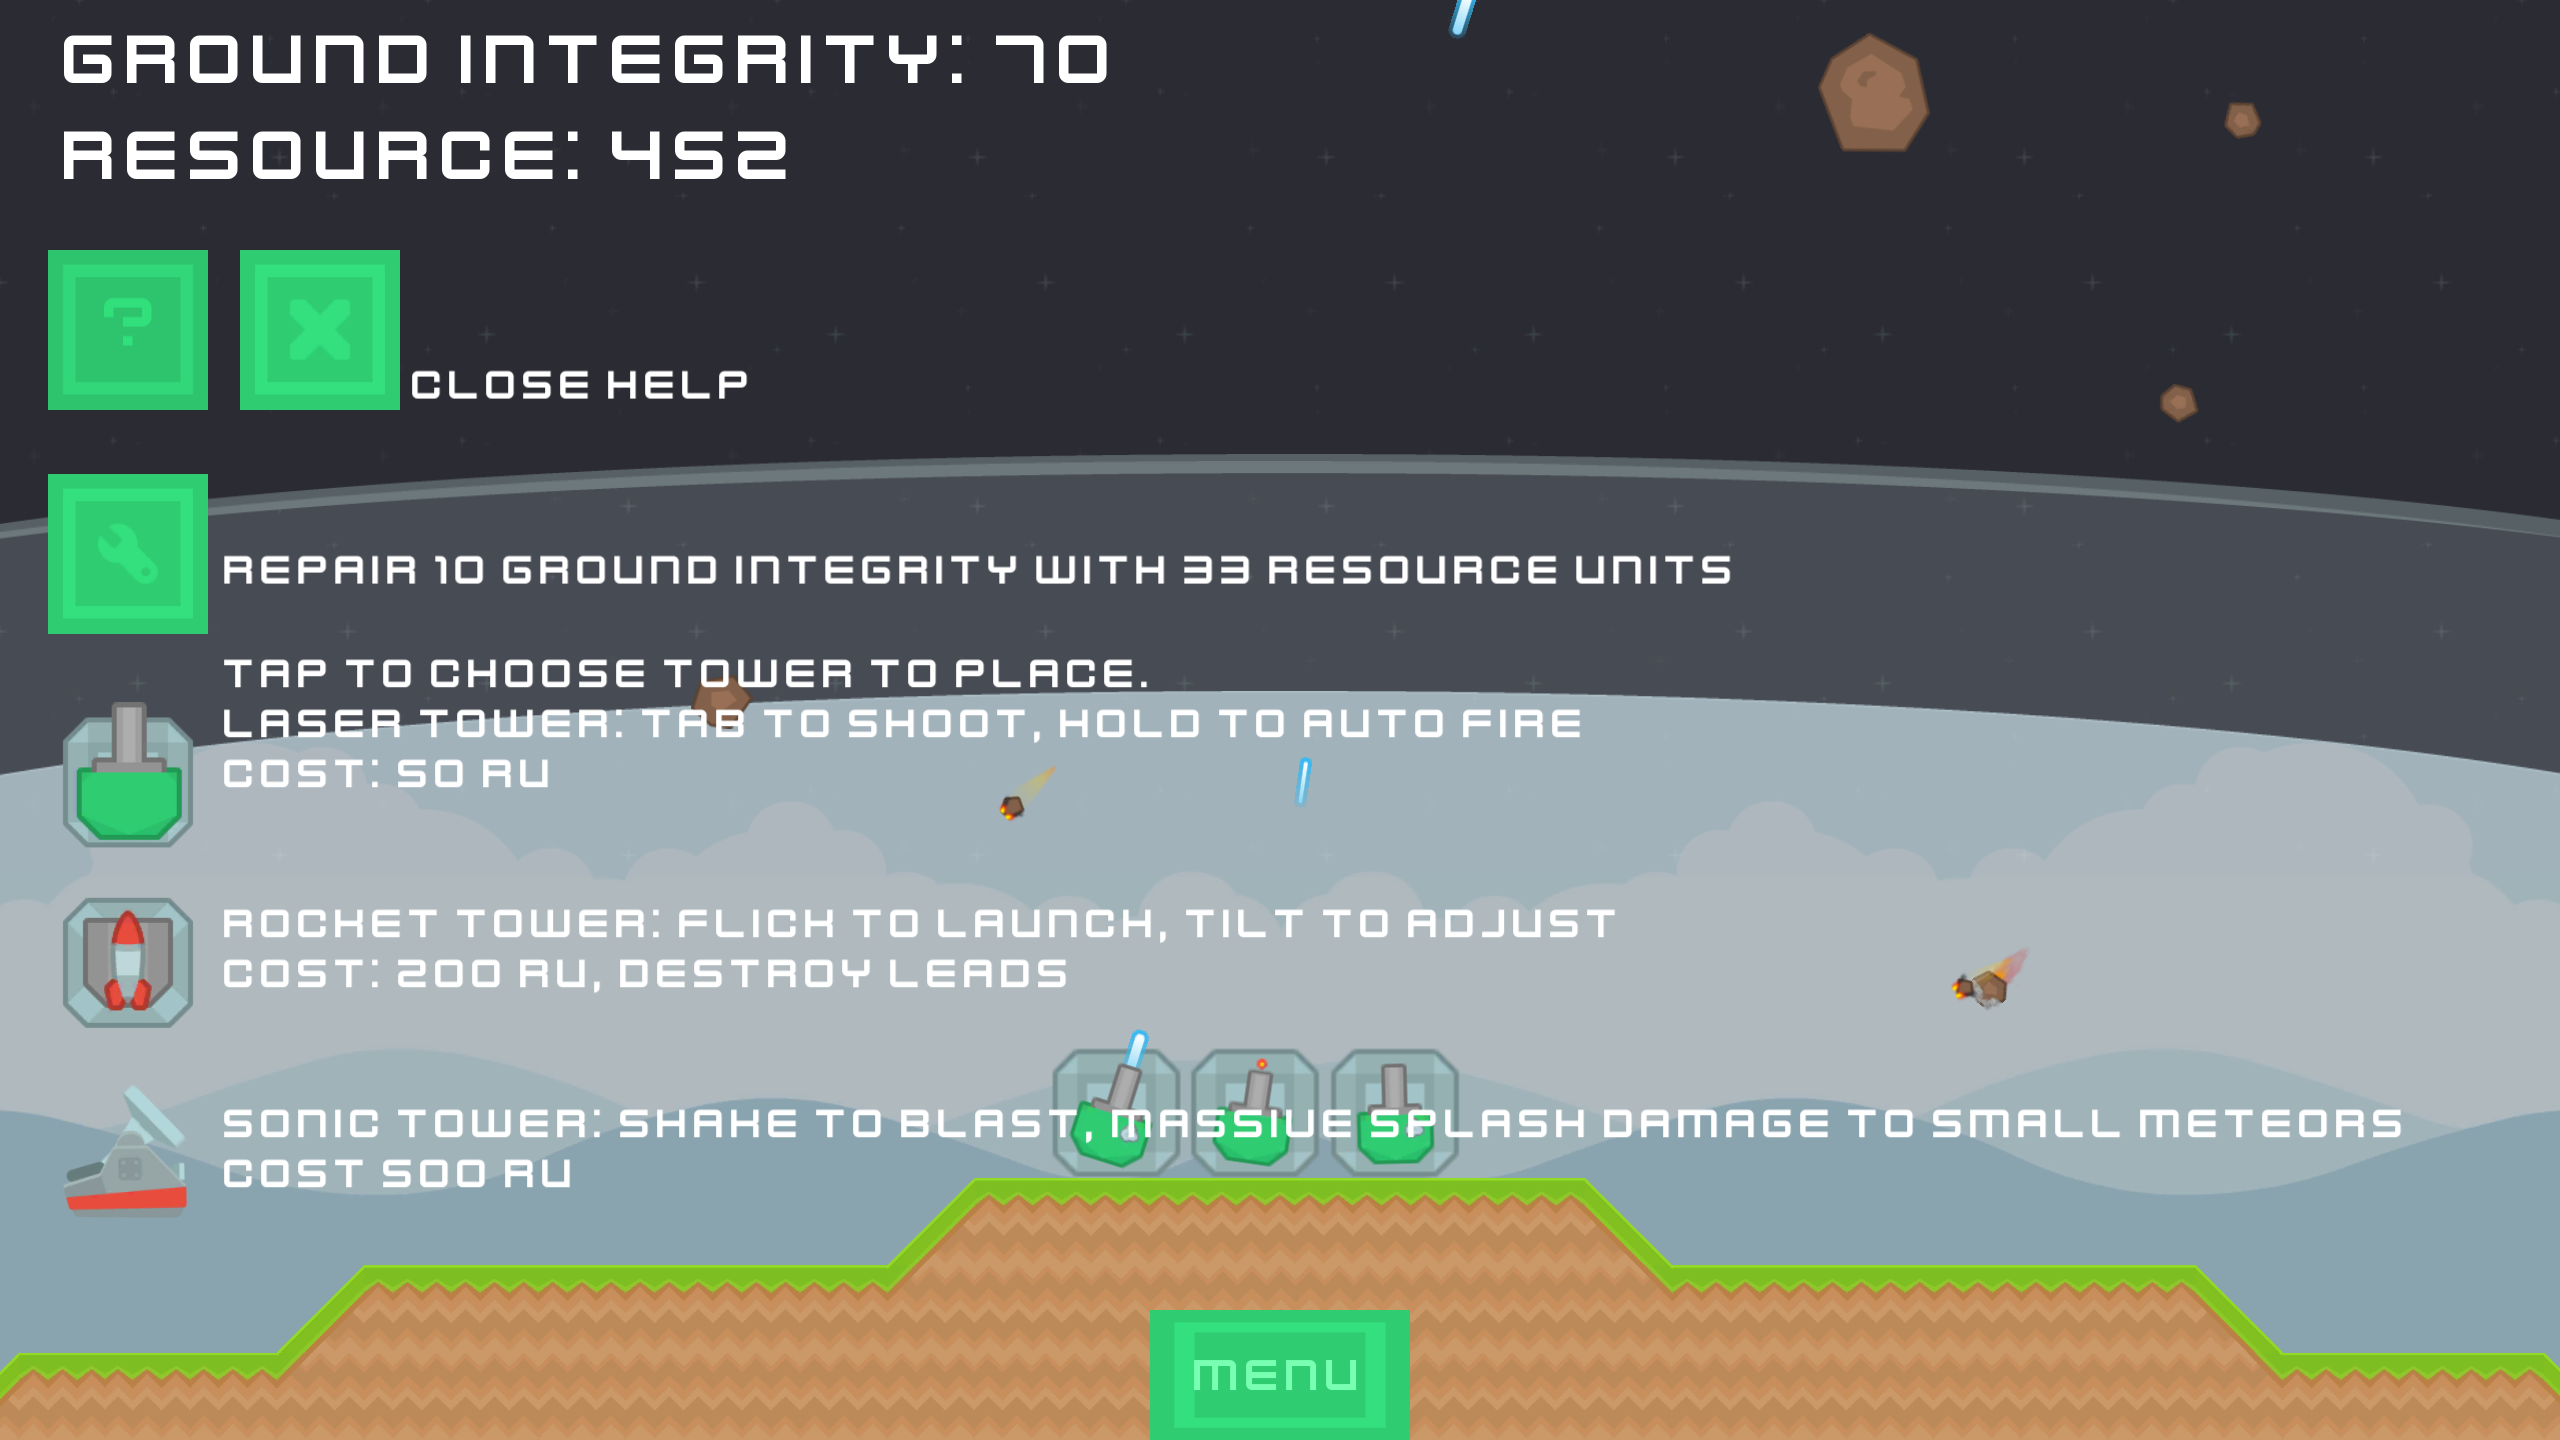 GROUND INTEGRITY: 70
RESOURCE: 452
?
CLOSE HELP
REPAIR 10 GROUND INTEGRITY WITH 33 RESOURCE UNITS
TAP TO CHOOSE TOWER TO PLACE.
LASER TOWER: TAB TO SHOOT, HOLD TO AUTO FIRE
COST: 50 RU
ROCKET TOWER: FLICK TO LAUNCH, TILT TO ADJUST
COST: 200 RU, DESTROY LEADS
SONIC TOWER: SHAKE TO BLAST, MASSIVE SPLASH DAMAGE TO SMALL METEORS
COST 500 RU
MENU